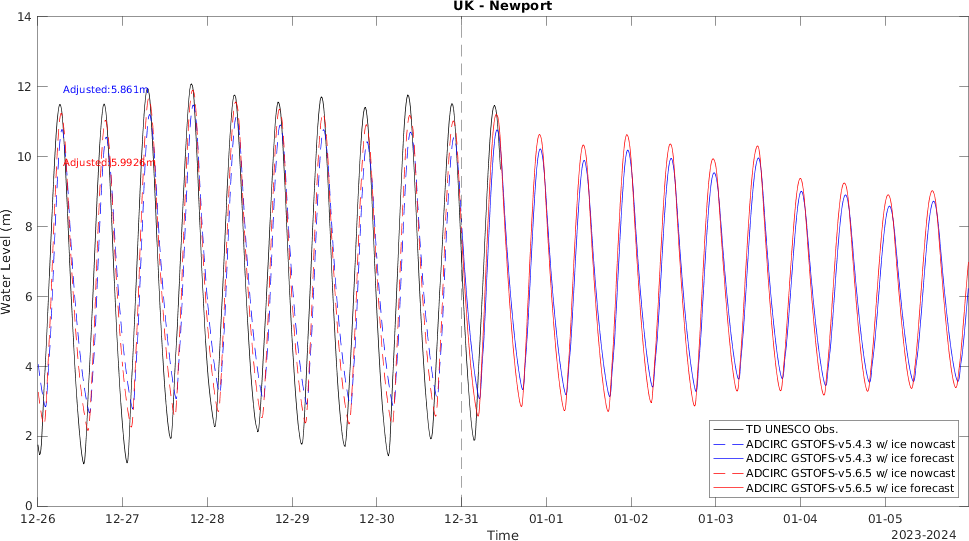 UK - Newport
14
12
10
8
6
4
2
0
Water Level (m)
Adjusted:5.861m
Adjusted:5.9926m
TD UNESCO Obs.
ADCIRC GSTOFS-v5.4.3 w/ ice nowcast
ADCIRC GSTOFS-v5.4.3 w/ ice forecast
ADCIRC GSTOFS-v5.6.5 w/ ice nowcast
ADCIRC GSTOFS-v5.6.5 w/ ice forecast
12-26 12-27 12-28 12-29 12-30 12-31 01-01 01-02 01-03 01-04 01-05
Time
2023-2024